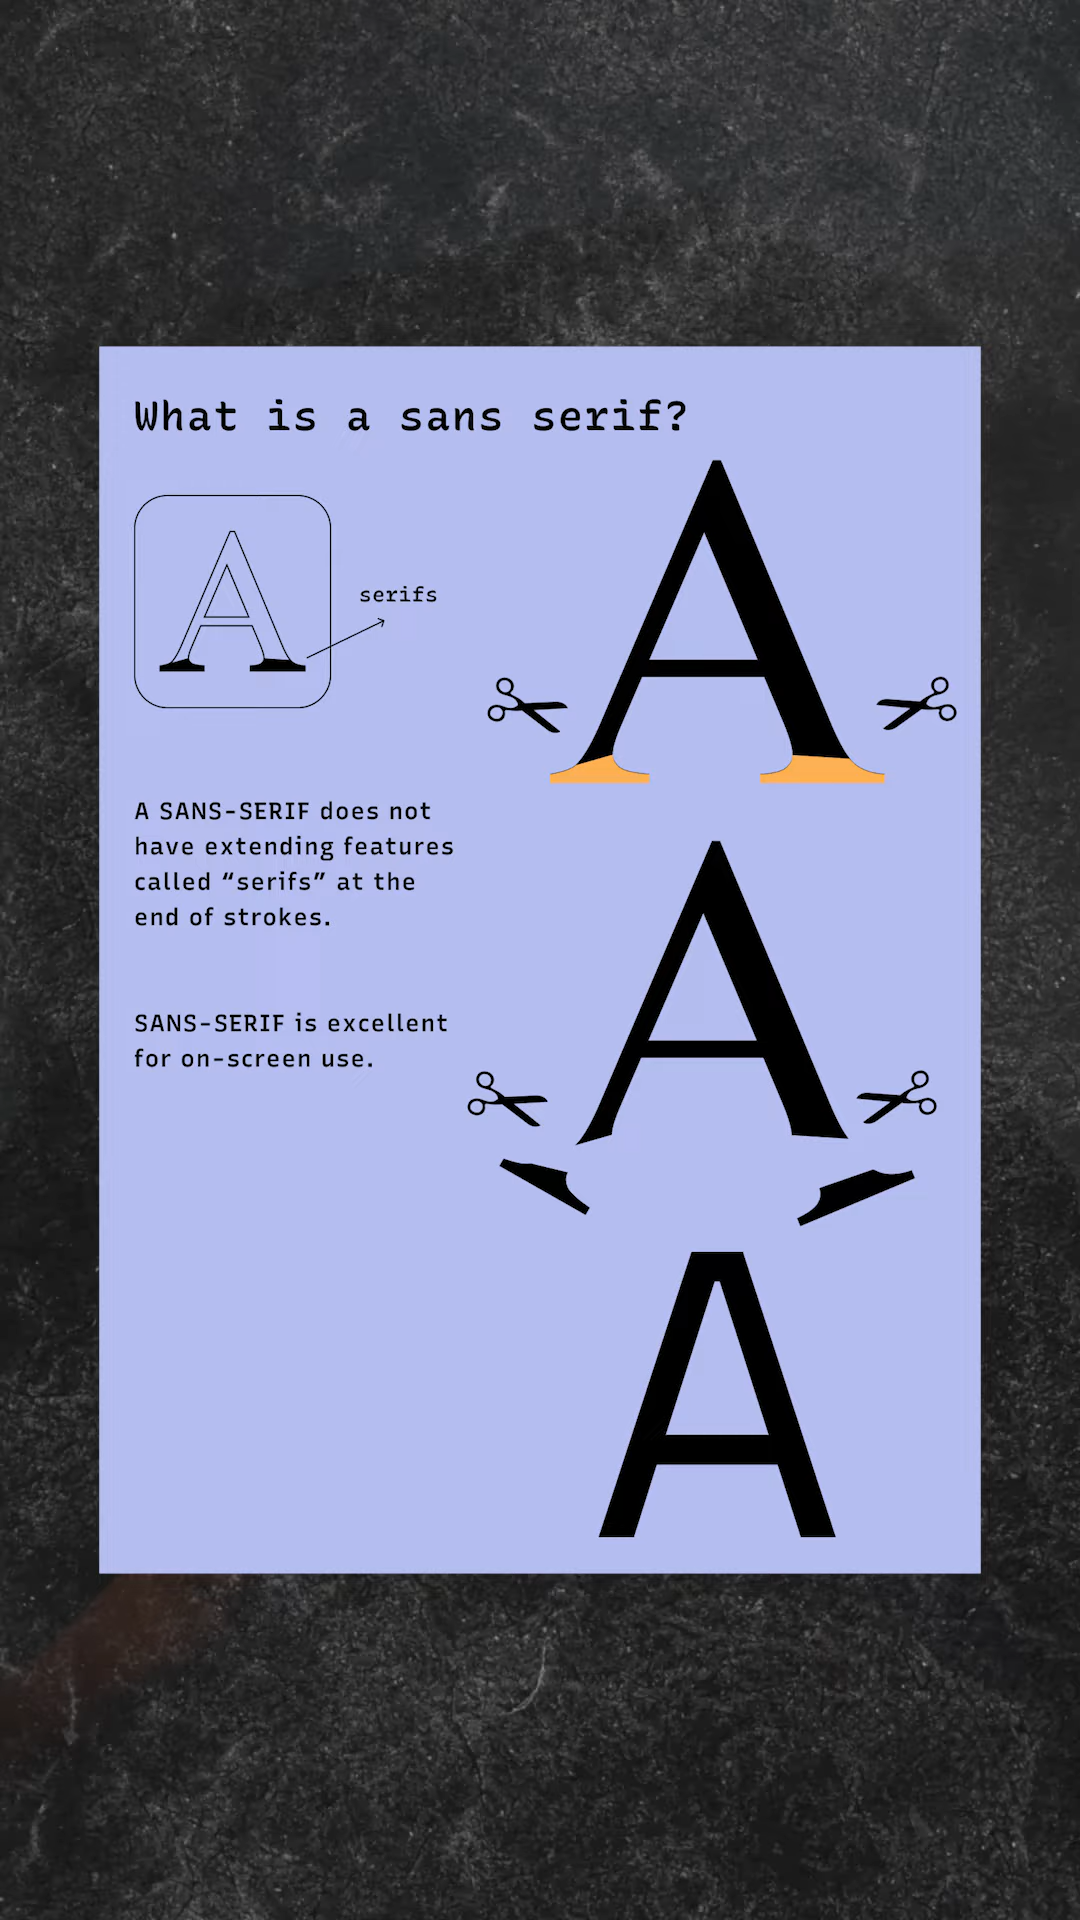 What is a sans serif?
A
serifs
A
A SANS-SERIF does not
have extending features
called “serifs” at the
end of strokes.
A
SANS-SERIF is excellent
for on-screen use.
A